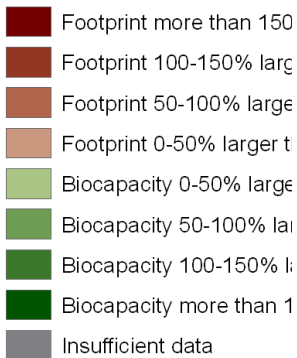 Footprint more than 150
Footprint 100-150% larg
Footprint 50-100% large
Footprint 0-50% larger t
Biocapacity 0-50% large
Biocapacity 50-100% la
Biocapacity 100-150% l
Biocapacity more than 1
Insufficient data